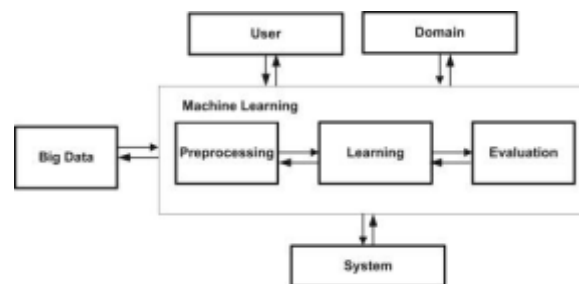 User
Domain
Machine Learning
Big Data
Preprocessing
Learning
Evaluation
System